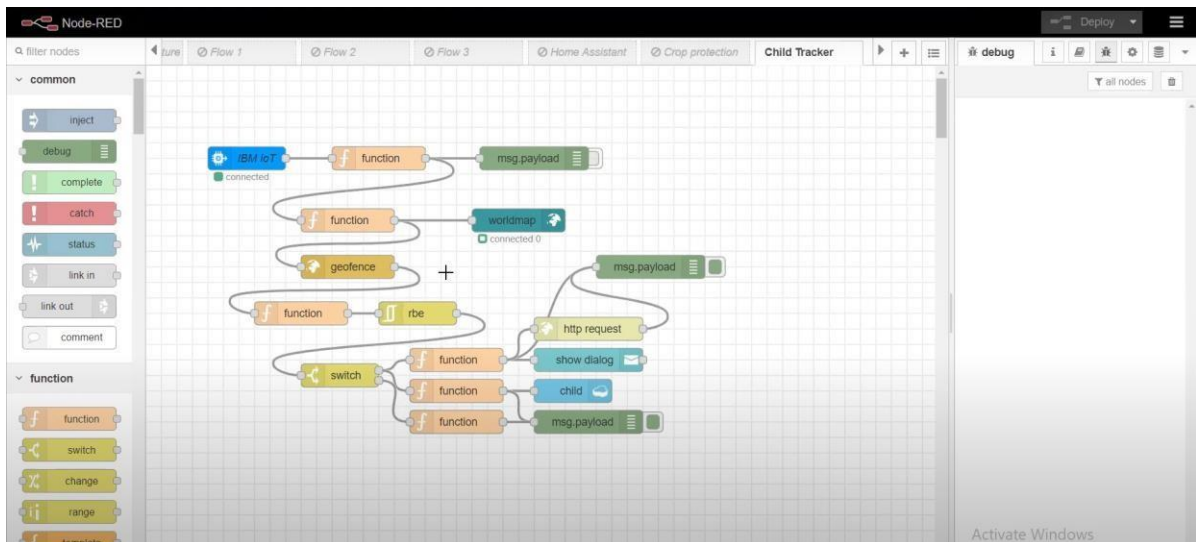 Node-RED
Deploy
filter nodes
ture
Flow 1
Flow 2
Flow 3
Home Assistant
Crop protection
Child Tracker
debug
i
all nodes
common
inject
debug
complete
catch
status
link in
link out
comment
function
function
switch
change
range
template
IBM IoT
connected
function
msg.payload
function
worldmap
connected 0
geofence
msg.payload
function
rbe
http request
switch
function
show dialog
function
child
function
msg.payload
Activate Windows